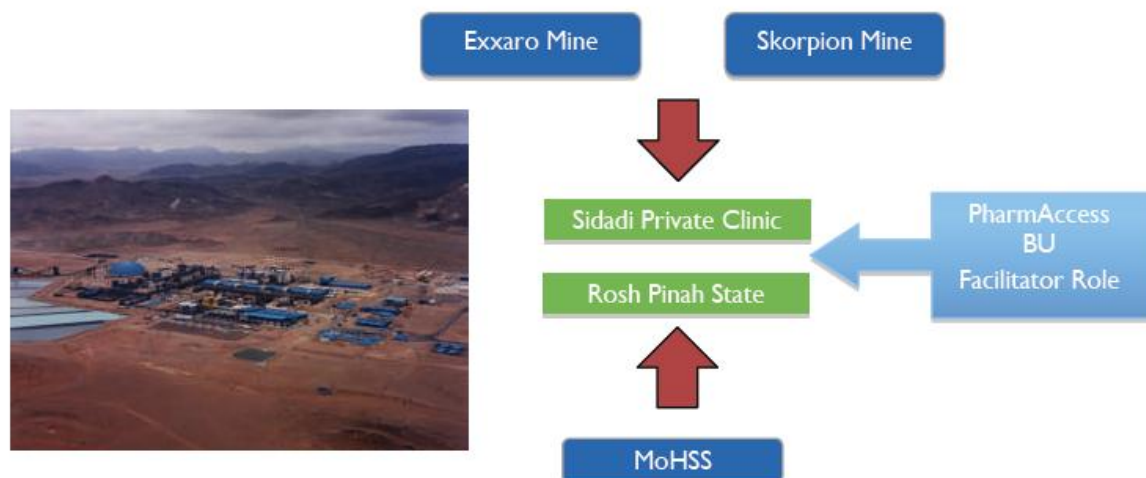 Exxaro Mine
Skorpion Mine
Sidadi Private Clinic
Rosh Pinah State
PharmAccess
BU
Facilitator Role
MoHSS